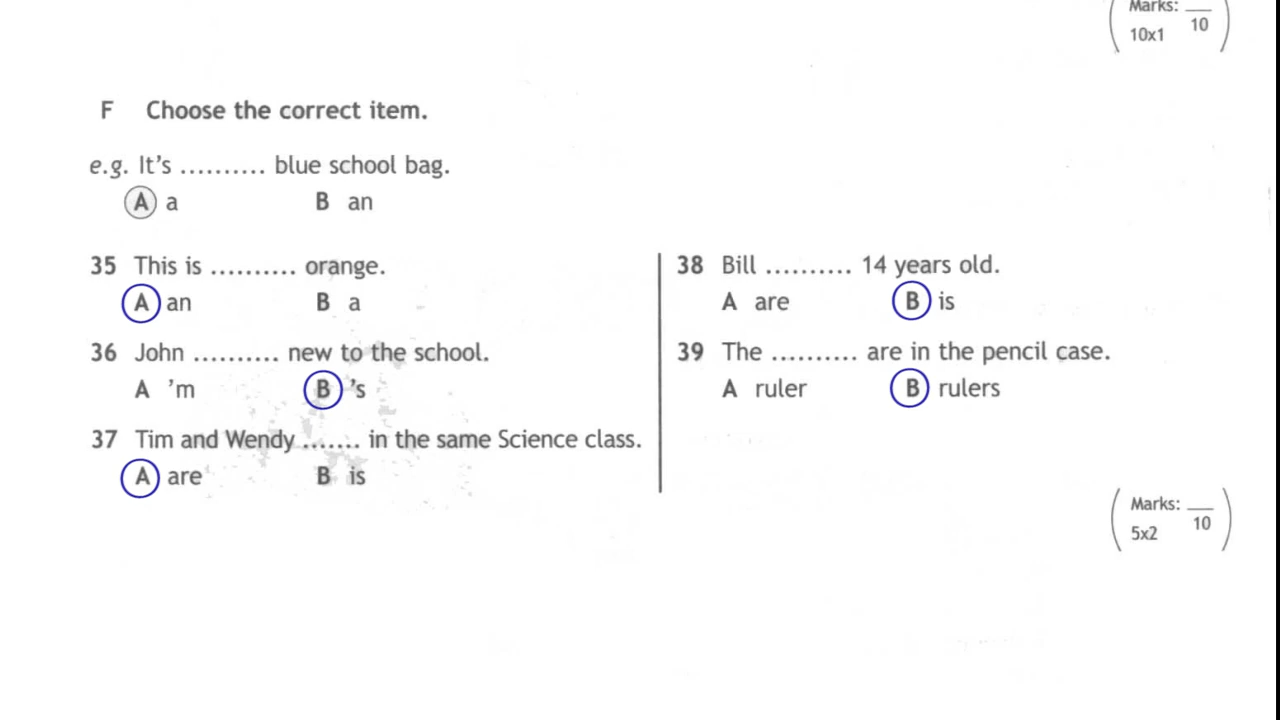 Marks: __
10
10x1
F Choose the correct item.
e.g. It's .......... blue school bag.
A a B an
35 This is .......... orange.
A an B a
36 John .......... new to the school.
A 'm B 's
37 Tim and Wendy ....... in the same Science class.
A are B is
38 Bill .......... 14 years old.
A are B is
39 The .......... are in the pencil case.
A ruler B rulers
Marks: __
10
5x2